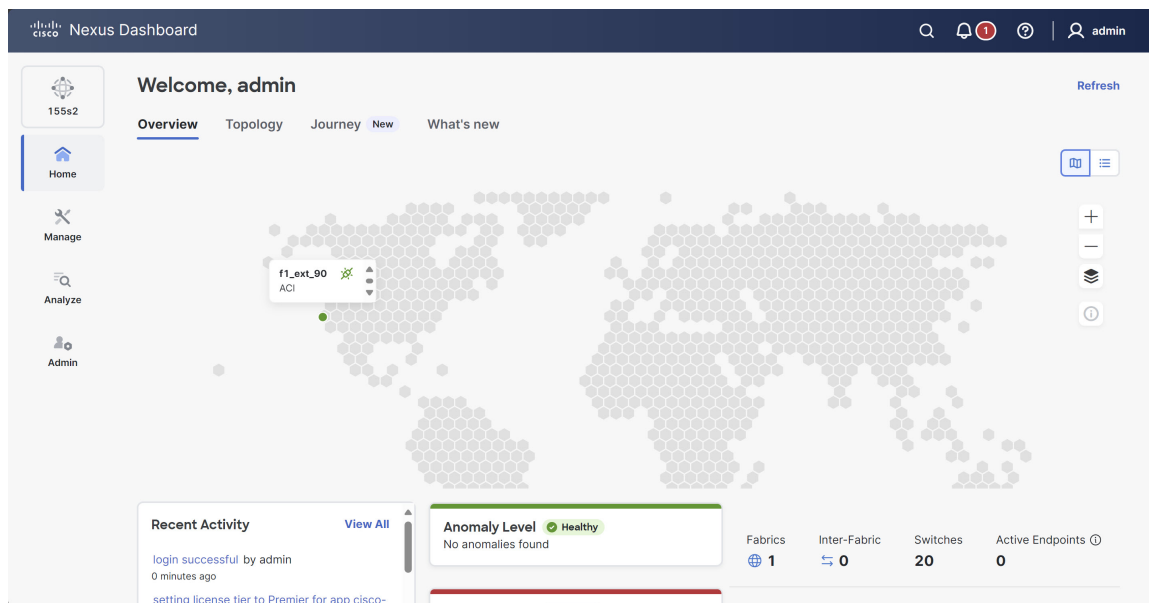 cisco Nexus Dashboard
1
admin
155s2
Home
Manage
Analyze
Admin
Welcome, admin
Refresh
Overview
Topology
Journey New
What's new
f1_ext_90
ACI
Recent Activity
View All
login successful by admin
0 minutes ago
setting license tier to Premier for app cisco-
Anomaly Level Healthy
No anomalies found
Fabrics
1
Inter-Fabric
0
Switches
20
Active Endpoints
0